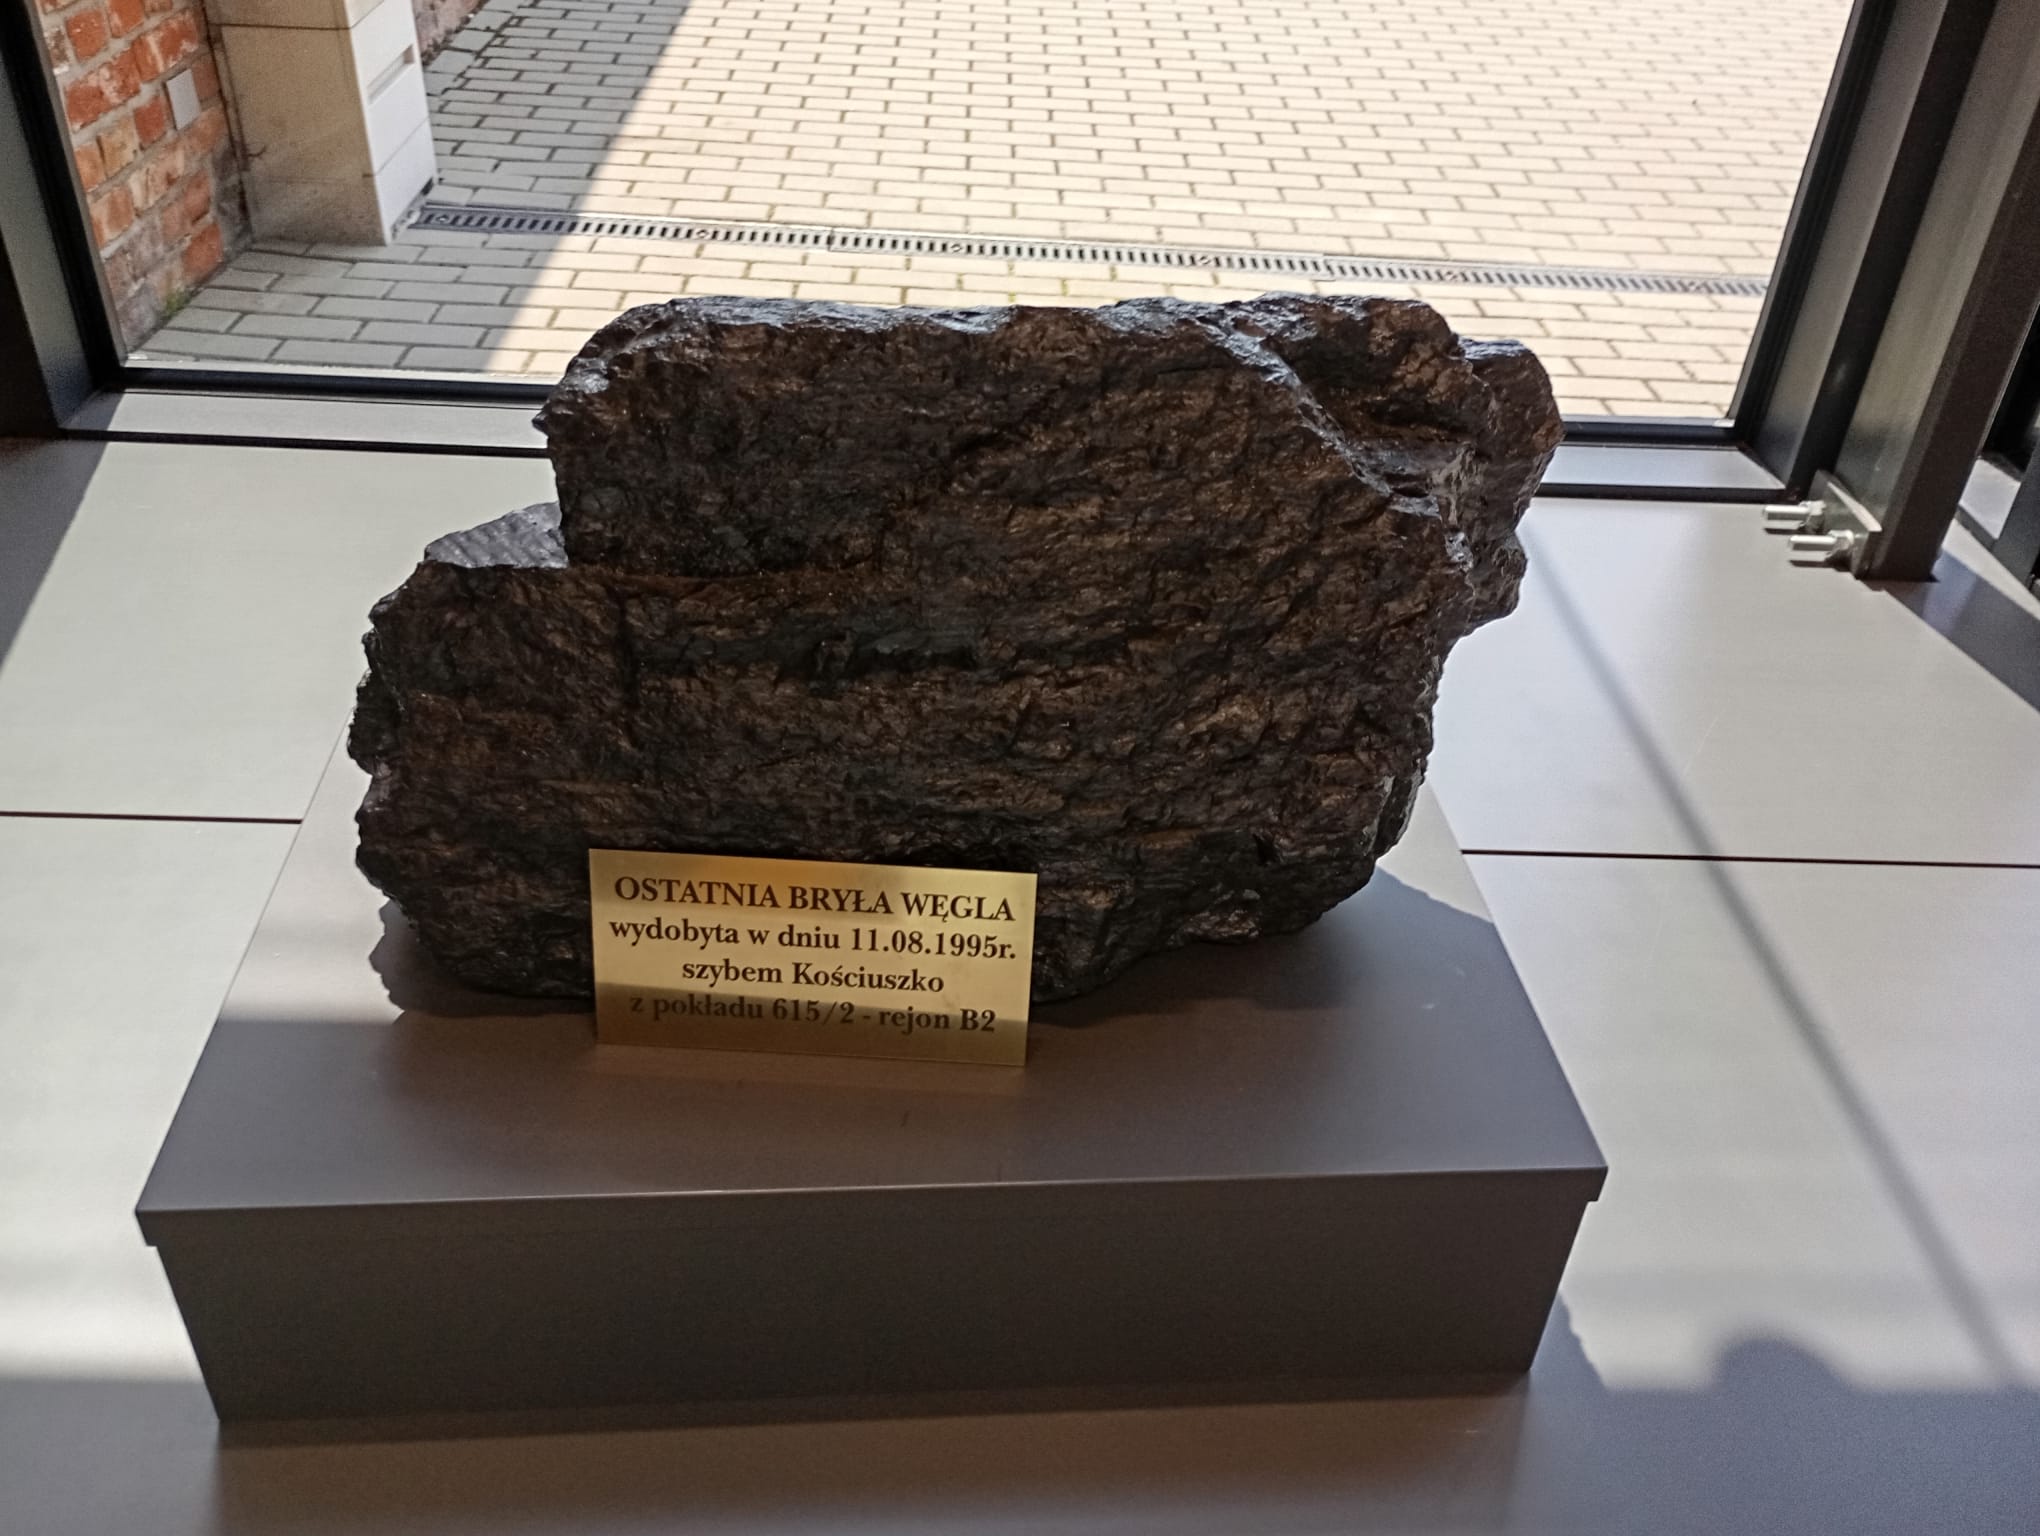 OSTATNIA BRYŁA WĘGLA
wydobyta w dniu 11.08.1995r.
szybem Kościuszko
z pokładu 615/2 - rejon B2